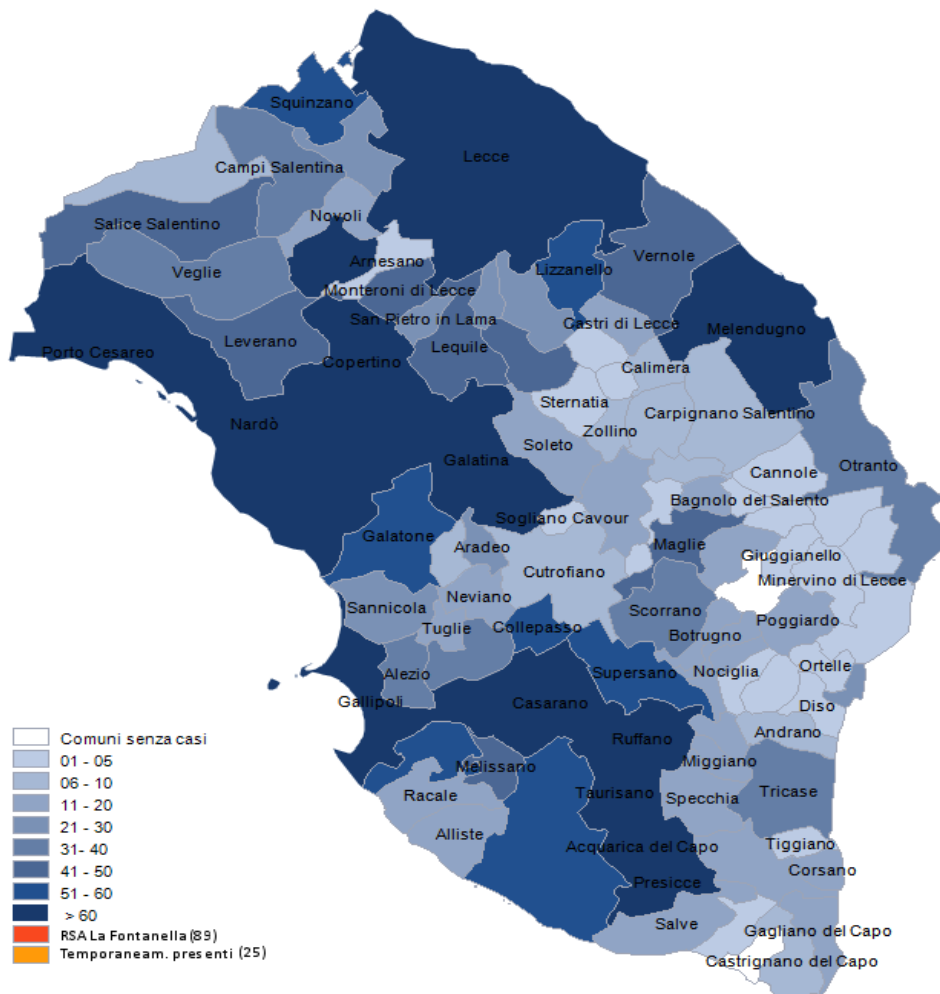 Squinzano
Lecce
Campi Salentina
Novoli
Salice Salentino
Vernole
Arnesano
Lizzanello
Veglie
Monteroni di Lecce
San Pietro in Lama
Castri di Lecce
Melendugno
Leverano
Lequile
Porto Cesareo
Copertino
Calimera
Sternatia
Carpignano Salentino
Nardò
Zollino
Soleto
Galatina
Cannole
Otranto
Bagnolo del Salento
Sogliano Cavour
Galatone
Aradeo
Maglie
Giuggianello
Cutrofiano
Minervino di Lecce
Neviano
Sannicola
Scorrano
Poggiardo
Tuglie
Collepasso
Botrugno
Ortelle
Alezio
Supersano
Nociglia
Gallipoli
Casarano
Diso
Andrano
Ruffano
Miggiano
Melissano
Racale
Taurisano
Specchia
Tricase
Alliste
Acquarica del Capo
Tiggiano
Corsano
Presicce
Salve
Gagliano del Capo
Castrignano del Capo
Comuni senza casi
01 - 05
06 - 10
11 - 20
21 - 30
31- 40
41 - 50
51 - 60
> 60
RSA La Fontanella (89)
Temporaneam. presenti (25)